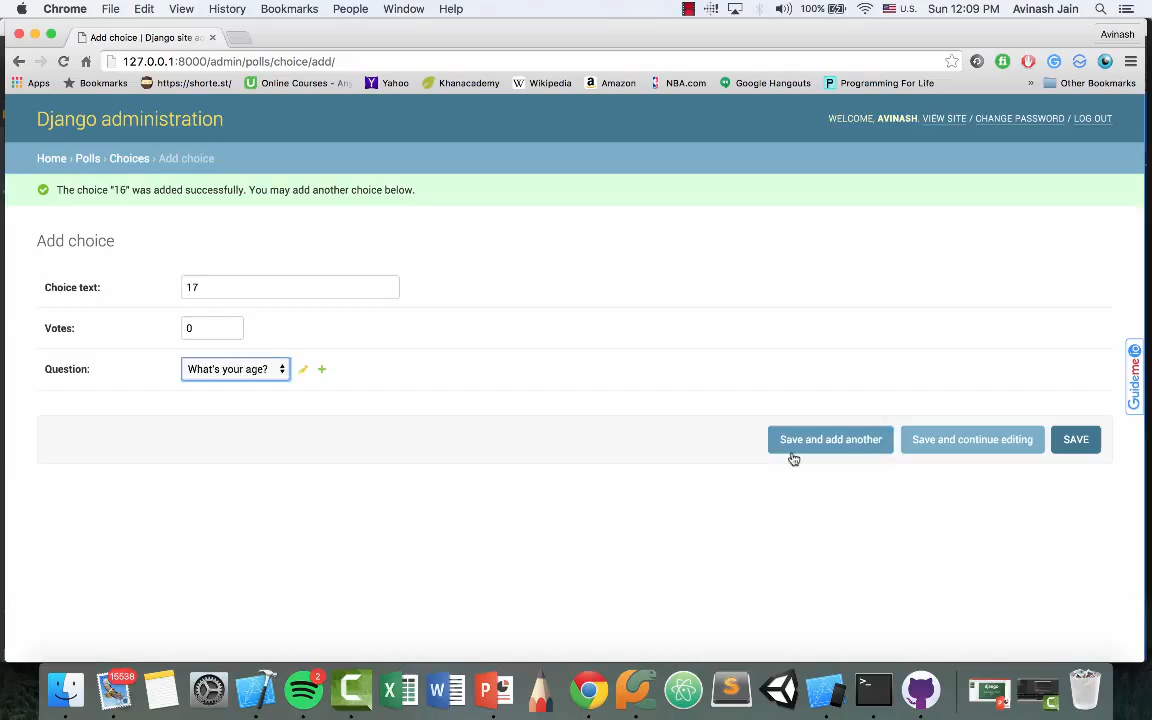 Chrome File Edit View History Bookmarks People Window Help 100% U.S. Sun 12:09 PM Avinash Jain
Add choice | Django site ad Avinash
127.0.0.1:8000/admin/polls/choice/add/
Apps Bookmarks https://shorte.st/ Online Courses - An Yahoo Khanacademy Wikipedia Amazon NBA.com Google Hangouts Programming For Life » Other Bookmarks
Django administration
WELCOME, AVINASH. VIEW SITE / CHANGE PASSWORD / LOG OUT
Home › Polls › Choices › Add choice
The choice "16" was added successfully. You may add another choice below.
Add choice
Choice text: 17
Votes: 0
Question: What's your age?
Guideme.io
Save and add another Save and continue editing SAVE
15538 2